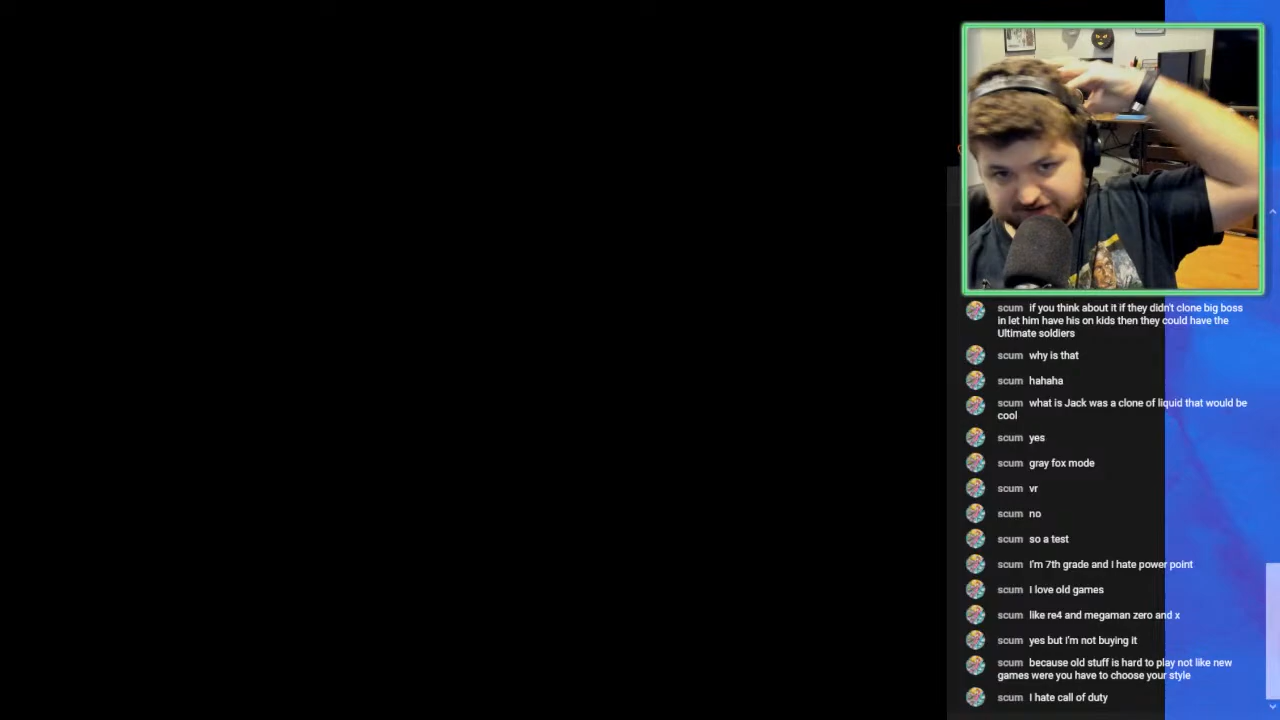 scum if you think about it if they didn't clone big boss
in let him have his on kids then they could have the
Ultimate soldiers
scum why is that
scum hahaha
scum what is Jack was a clone of liquid that would be
cool
scum yes
scum gray fox mode
scum vr
scum no
scum so a test
scum I'm 7th grade and I hate power point
scum I love old games
scum like re4 and megaman zero and x
scum yes but I'm not buying it
scum because old stuff is hard to play not like new
games were you have to choose your style
scum I hate call of duty